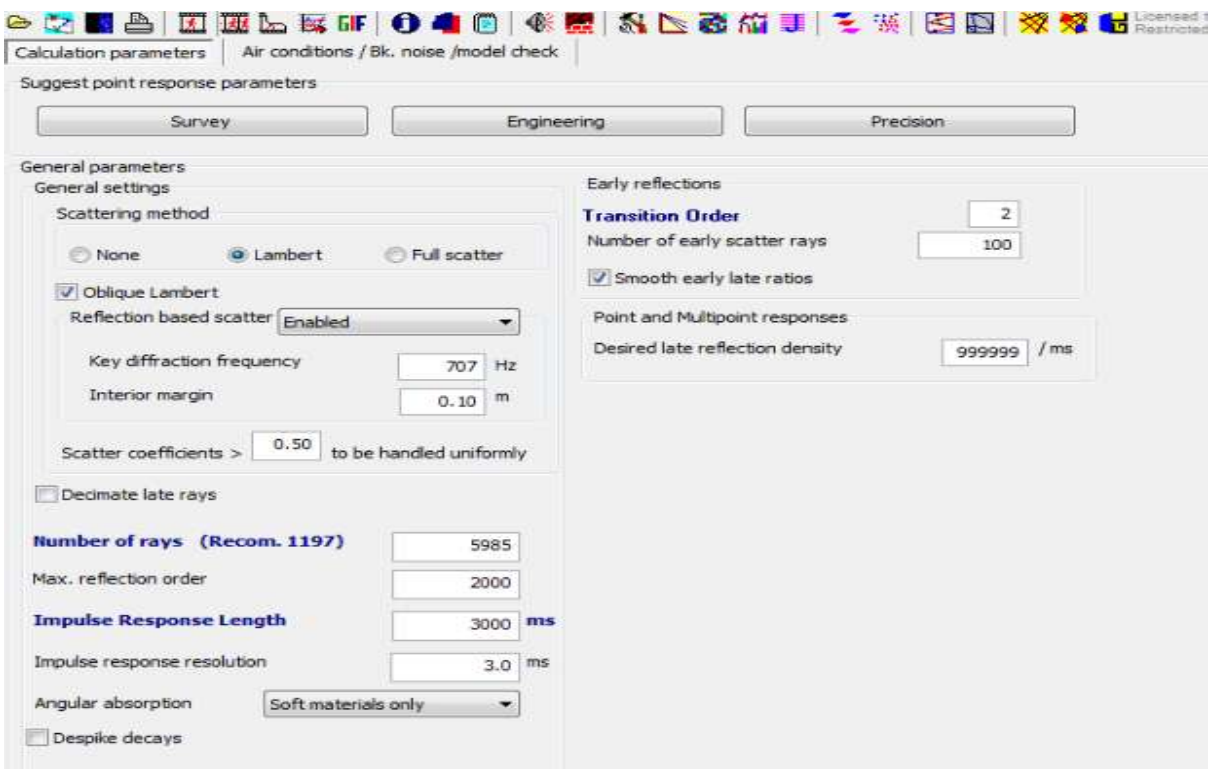 GIF
Licensed t
Restricted
Calculation parameters
Air conditions / Bk. noise /model check
Suggest point response parameters
Survey
Engineering
Precision
General parameters
General settings
Scattering method
None
Lambert
Full scatter
Oblique Lambert
Reflection based scatter Enabled
Key diffraction frequency 707 Hz
Interior margin 0.10 m
Scatter coefficients > 0.50 to be handled uniformly
Decimate late rays
Number of rays (Recom. 1197) 5985
Max. reflection order 2000
Impulse Response Length 3000 ms
Impulse response resolution 3.0 ms
Angular absorption Soft materials only
Despike decays
Early reflections
Transition Order 2
Number of early scatter rays 100
Smooth early late ratios
Point and Multipoint responses
Desired late reflection density 999999 / ms